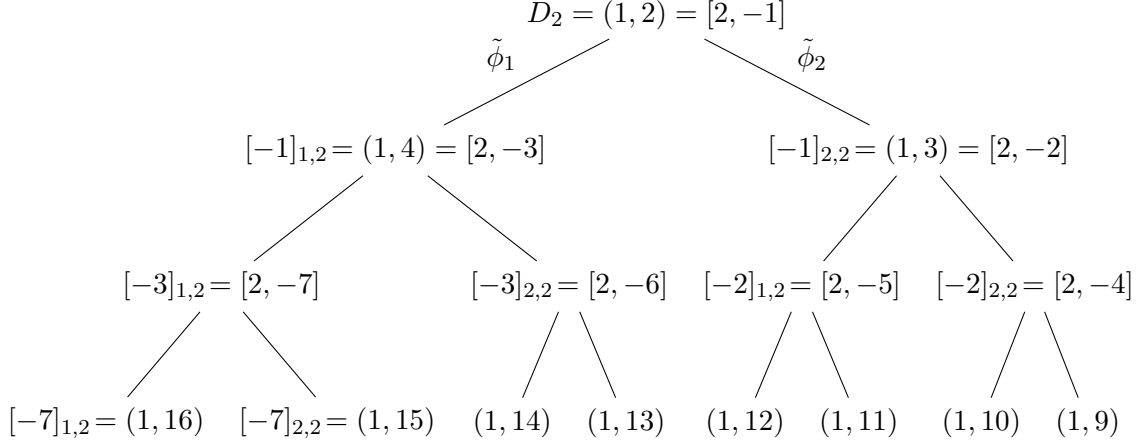 D₂ = (1, 2) = [2, −1]
ϕ̃₁ ϕ̃₂
[−1]₁,₂ = (1, 4) = [2, −3] [−1]₂,₂ = (1, 3) = [2, −2]
[−3]₁,₂ = [2, −7] [−3]₂,₂ = [2, −6] [−2]₁,₂ = [2, −5] [−2]₂,₂ = [2, −4]
[−7]₁,₂ = (1, 16) [−7]₂,₂ = (1, 15) (1, 14) (1, 13) (1, 12) (1, 11) (1, 10) (1, 9)